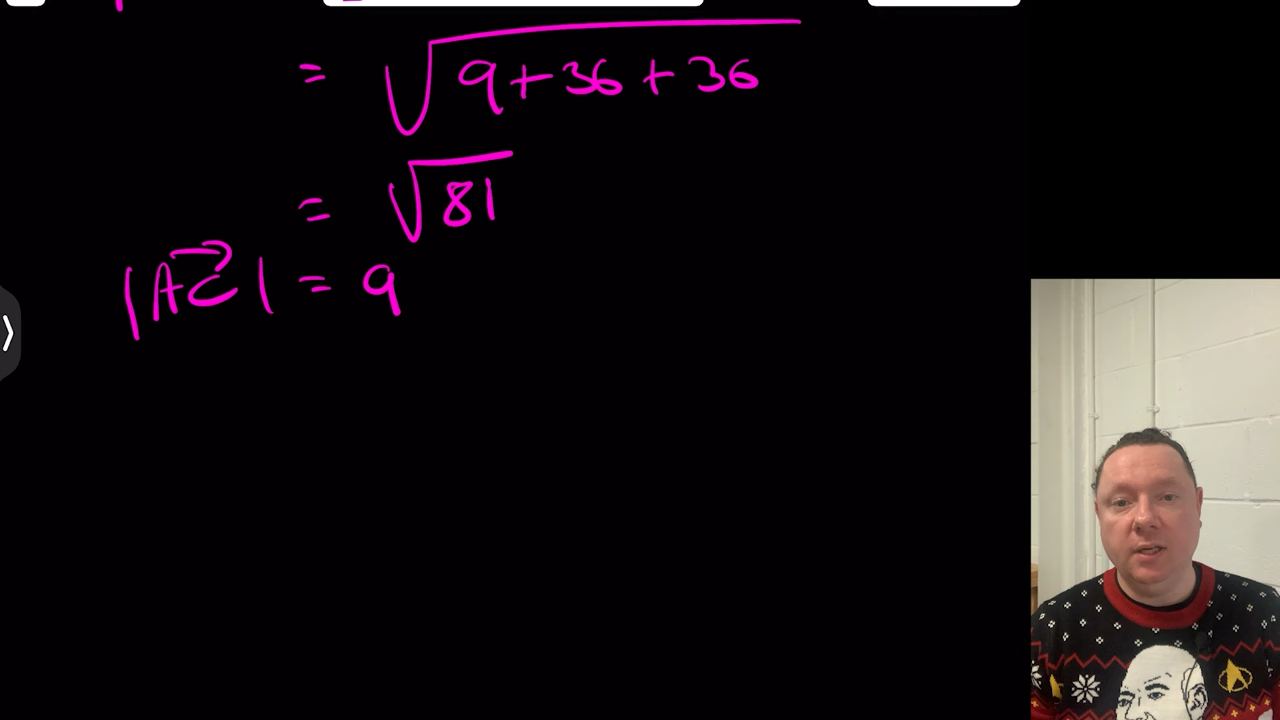 = √9+36+36
= √81
|AC⃗| = 9